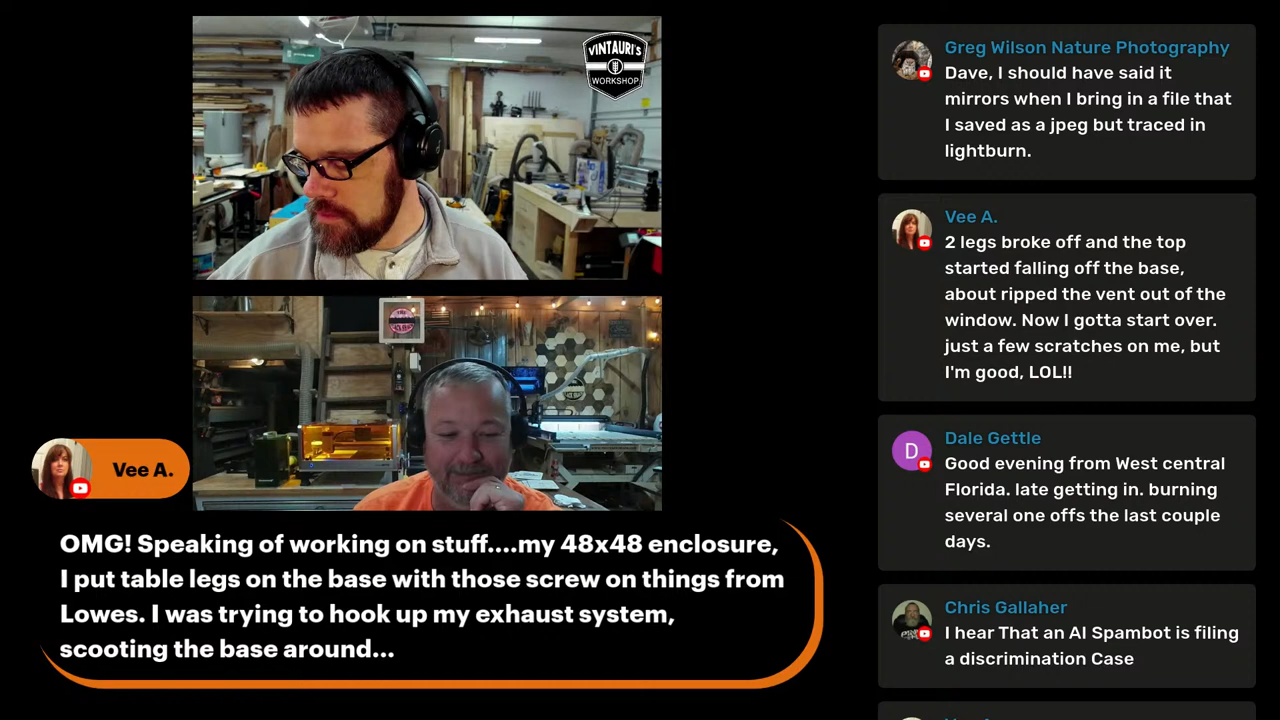 VINTAURI'S
WORKSHOP
Vee A.
OMG! Speaking of working on stuff....my 48x48 enclosure,
I put table legs on the base with those screw on things from
Lowes. I was trying to hook up my exhaust system,
scooting the base around...
Greg Wilson Nature Photography
Dave, I should have said it
mirrors when I bring in a file that
I saved as a jpeg but traced in
lightburn.
Vee A.
2 legs broke off and the top
started falling off the base,
about ripped the vent out of the
window. Now I gotta start over.
just a few scratches on me, but
I'm good, LOL!!
D
Dale Gettle
Good evening from West central
Florida. late getting in. burning
several one offs the last couple
days.
Chris Gallaher
I hear That an AI Spambot is filing
a discrimination Case